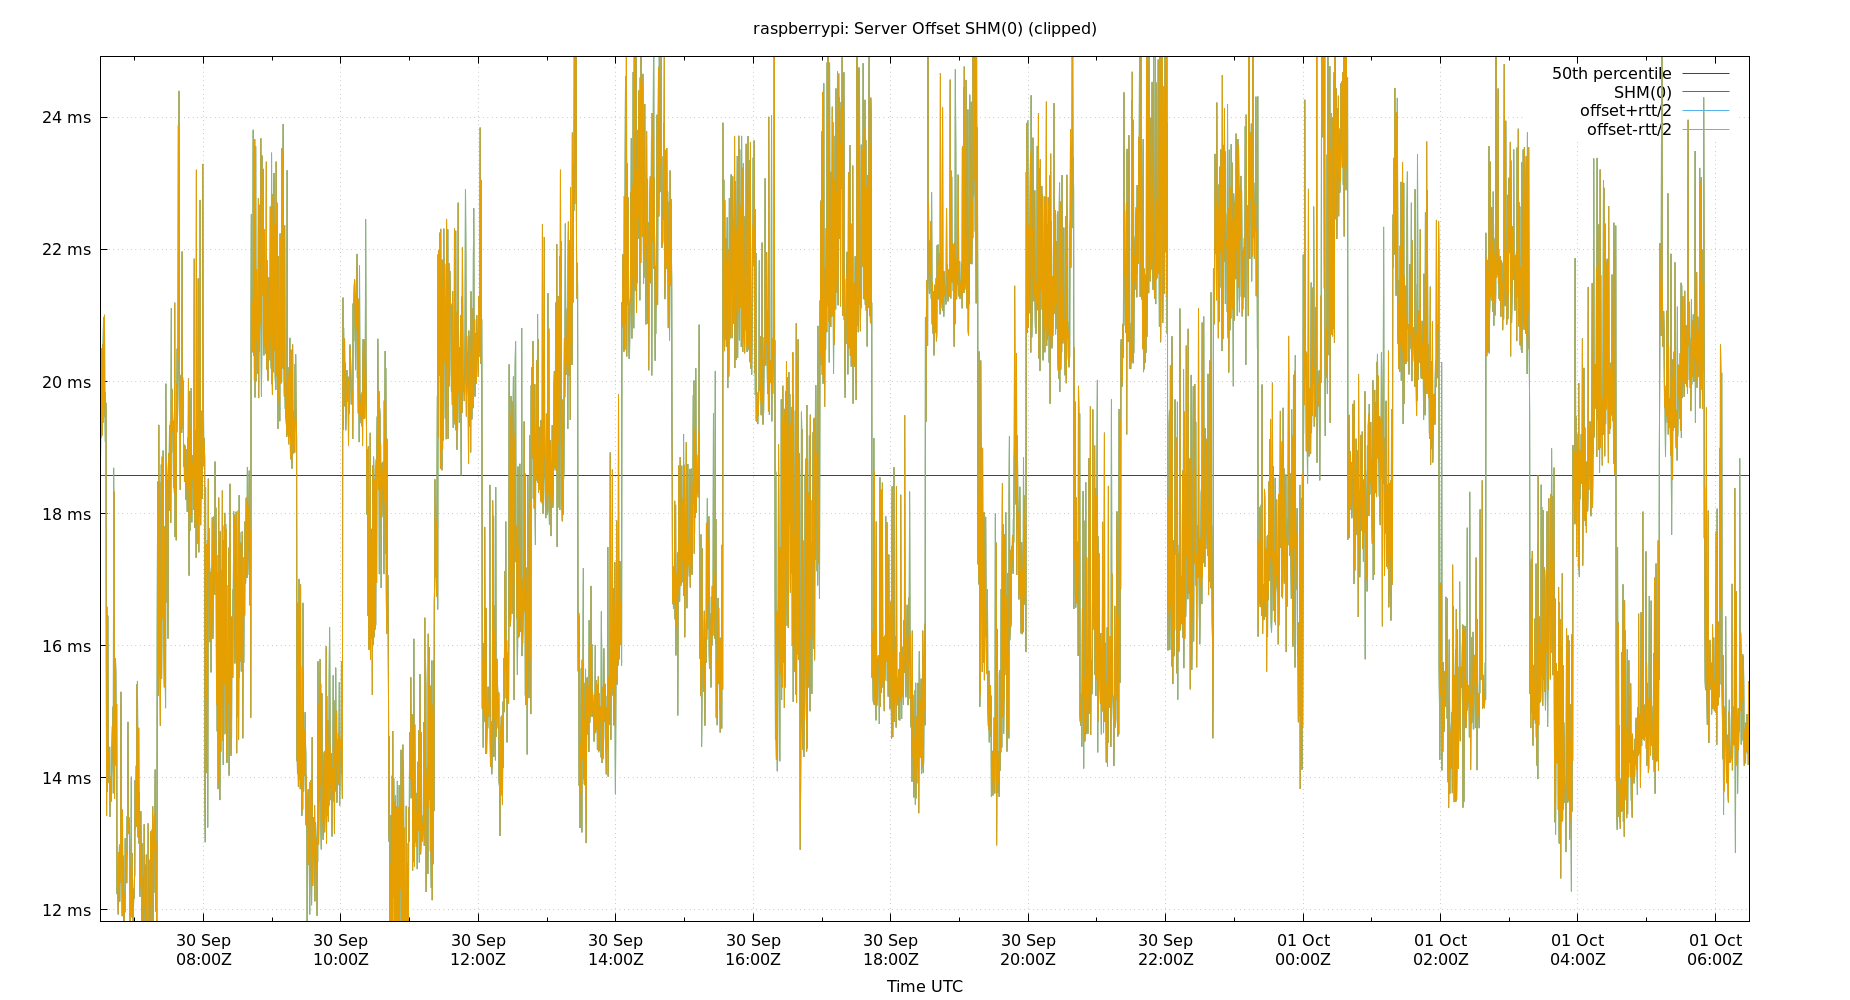 raspberrypi: Server Offset SHM(0) (clipped)
50th percentile
SHM(0)
offset+rtt/2
offset-rtt/2
24 ms
22 ms
20 ms
18 ms
16 ms
14 ms
12 ms
30 Sep 30 Sep 30 Sep 30 Sep 30 Sep 30 Sep 30 Sep 30 Sep 01 Oct 01 Oct 01 Oct 01 Oct
08:00Z 10:00Z 12:00Z 14:00Z 16:00Z 18:00Z 20:00Z 22:00Z 00:00Z 02:00Z 04:00Z 06:00Z
Time UTC